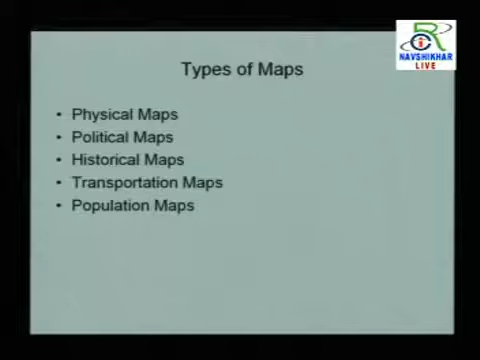 NAVSHIKHAR
LIVE
Types of Maps
• Physical Maps
• Political Maps
• Historical Maps
• Transportation Maps
• Population Maps